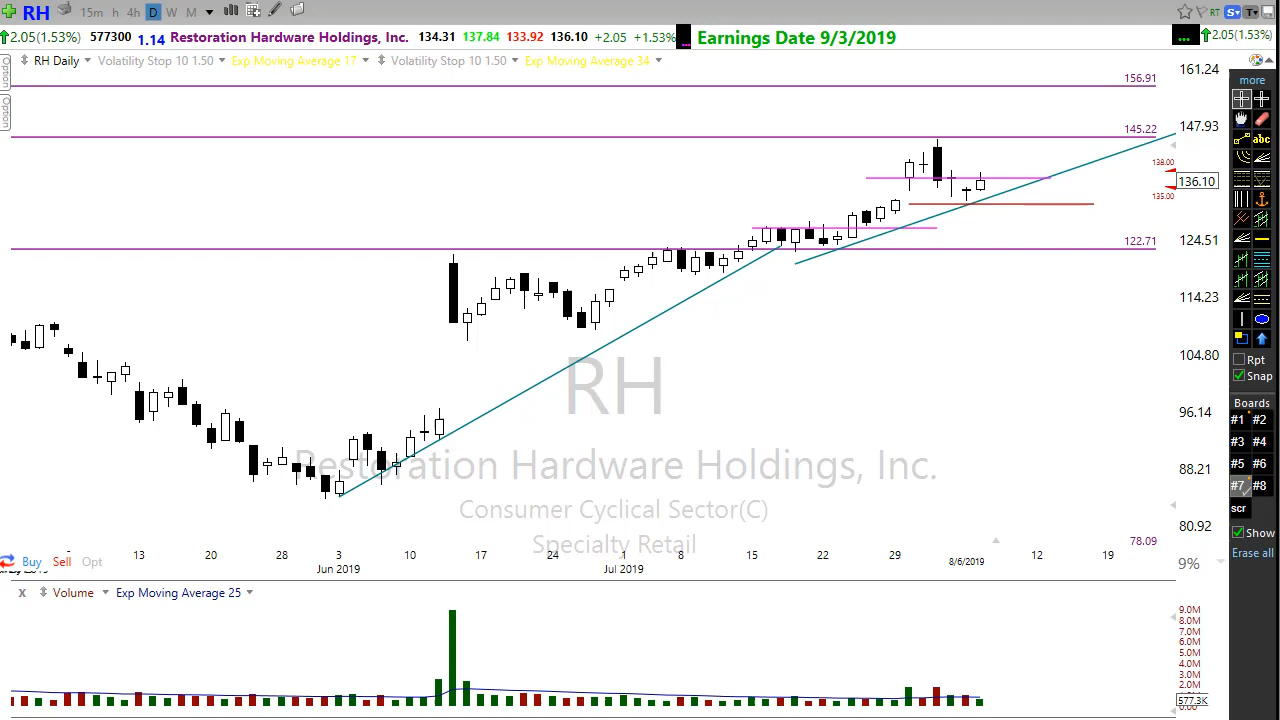 RH 15m h 4h D W M RT S T
2.05(1.53%) 577300 1.14 Restoration Hardware Holdings, Inc. 134.31 137.84 133.92 136.10 +2.05 +1.53% ... Earnings Date 9/3/2019 ... 2.05(1.53%)
Option RH Daily Volatility Stop 10 1.50 Exp Moving Average 17 Volatility Stop 10 1.50 Exp Moving Average 34
Option
161.24
156.91
147.93
145.22
138.00
136.10
135.00
124.51
122.71
114.23
104.80
96.14
88.21
80.92
78.09
9%
RH
Restoration Hardware Holdings, Inc.
Consumer Cyclical Sector(C)
Specialty Retail
13 20 28 3 10 17 24 1 8 15 22 29 8/6/2019 12 19
Jun 2019 Jul 2019
Buy Sell Opt
X Volume Exp Moving Average 25
9.0M
8.0M
7.0M
6.0M
5.0M
4.0M
3.0M
2.0M
577.3K
more
abc
Rpt
Snap
Boards
#1 #2
#3 #4
#5 #6
#7 #8
scr
Show
Erase all